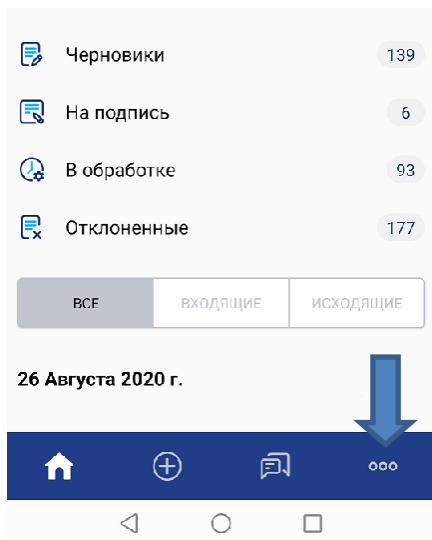 Черновики 139
На подпись 6
В обработке 93
Отклоненные 177
ВСЕ ВХОДЯЩИЕ ИСХОДЯЩИЕ
26 Августа 2020 г.